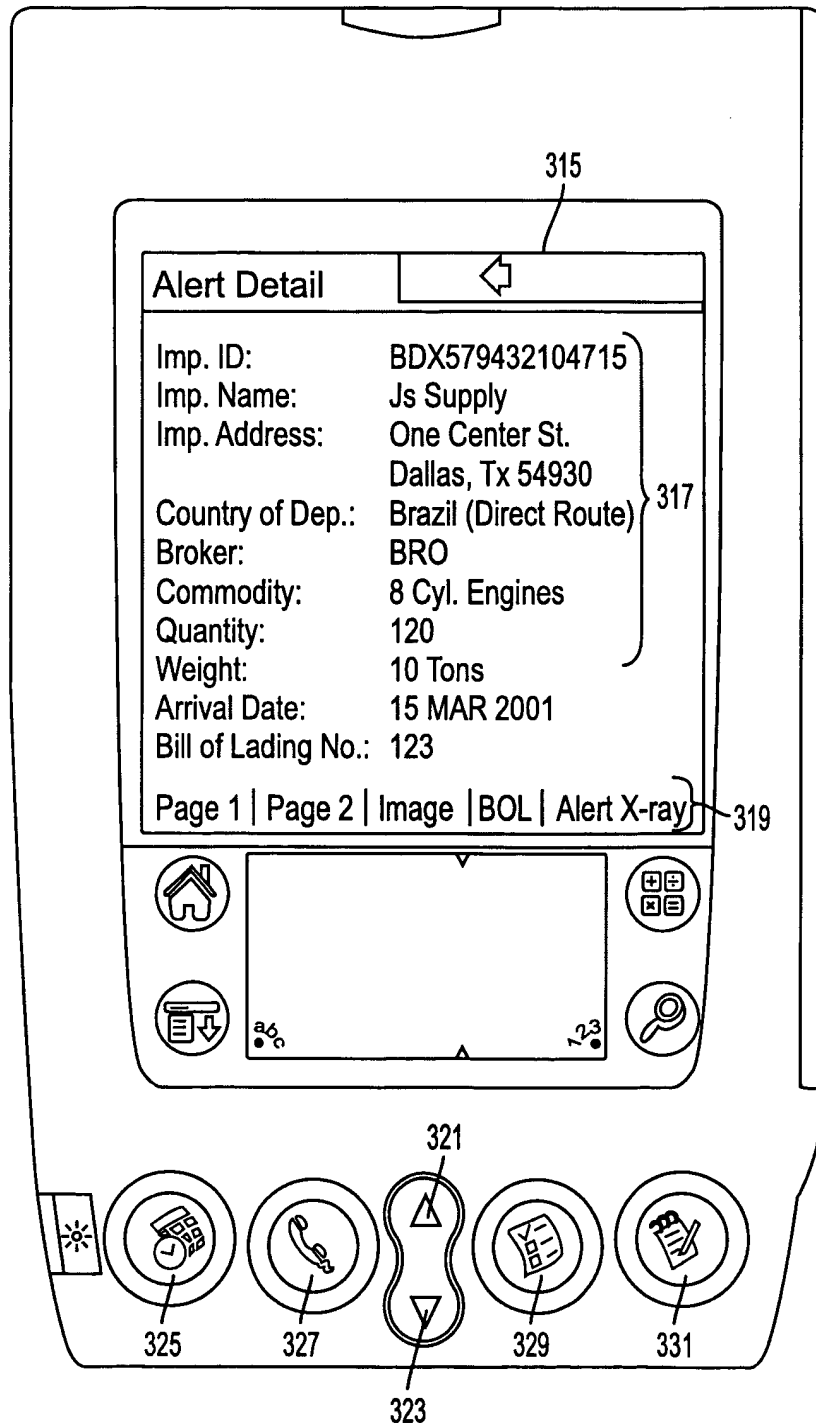 315
Alert Detail
Imp. ID: BDX579432104715
Imp. Name: Js Supply
Imp. Address: One Center St.
Dallas, Tx 54930
317
Country of Dep.: Brazil (Direct Route)
Broker: BRO
Commodity: 8 Cyl. Engines
Quantity: 120
Weight: 10 Tons
Arrival Date: 15 MAR 2001
Bill of Lading No.: 123
Page 1 | Page 2 | Image | BOL | Alert X-ray
319
abc
123
321
325
327
329
331
323